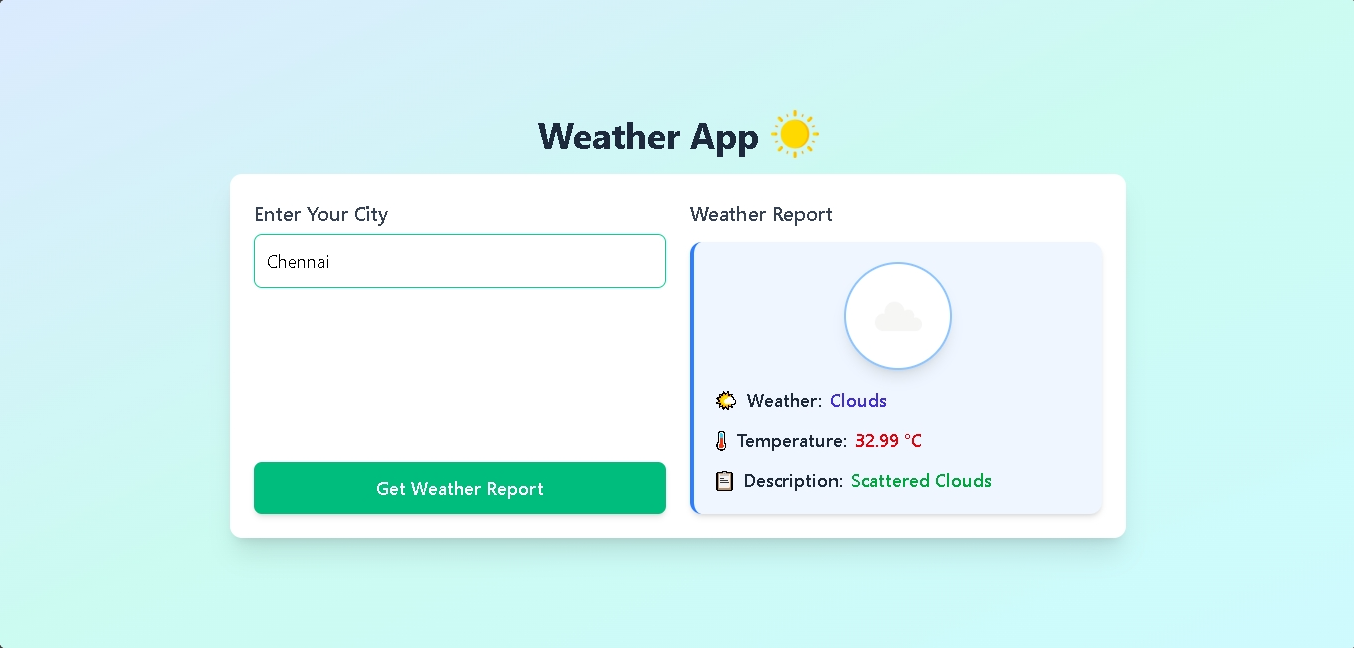 Weather App
Enter Your City
Chennai
Get Weather Report
Weather Report
Weather: Clouds
Temperature: 32.99 °C
Description: Scattered Clouds